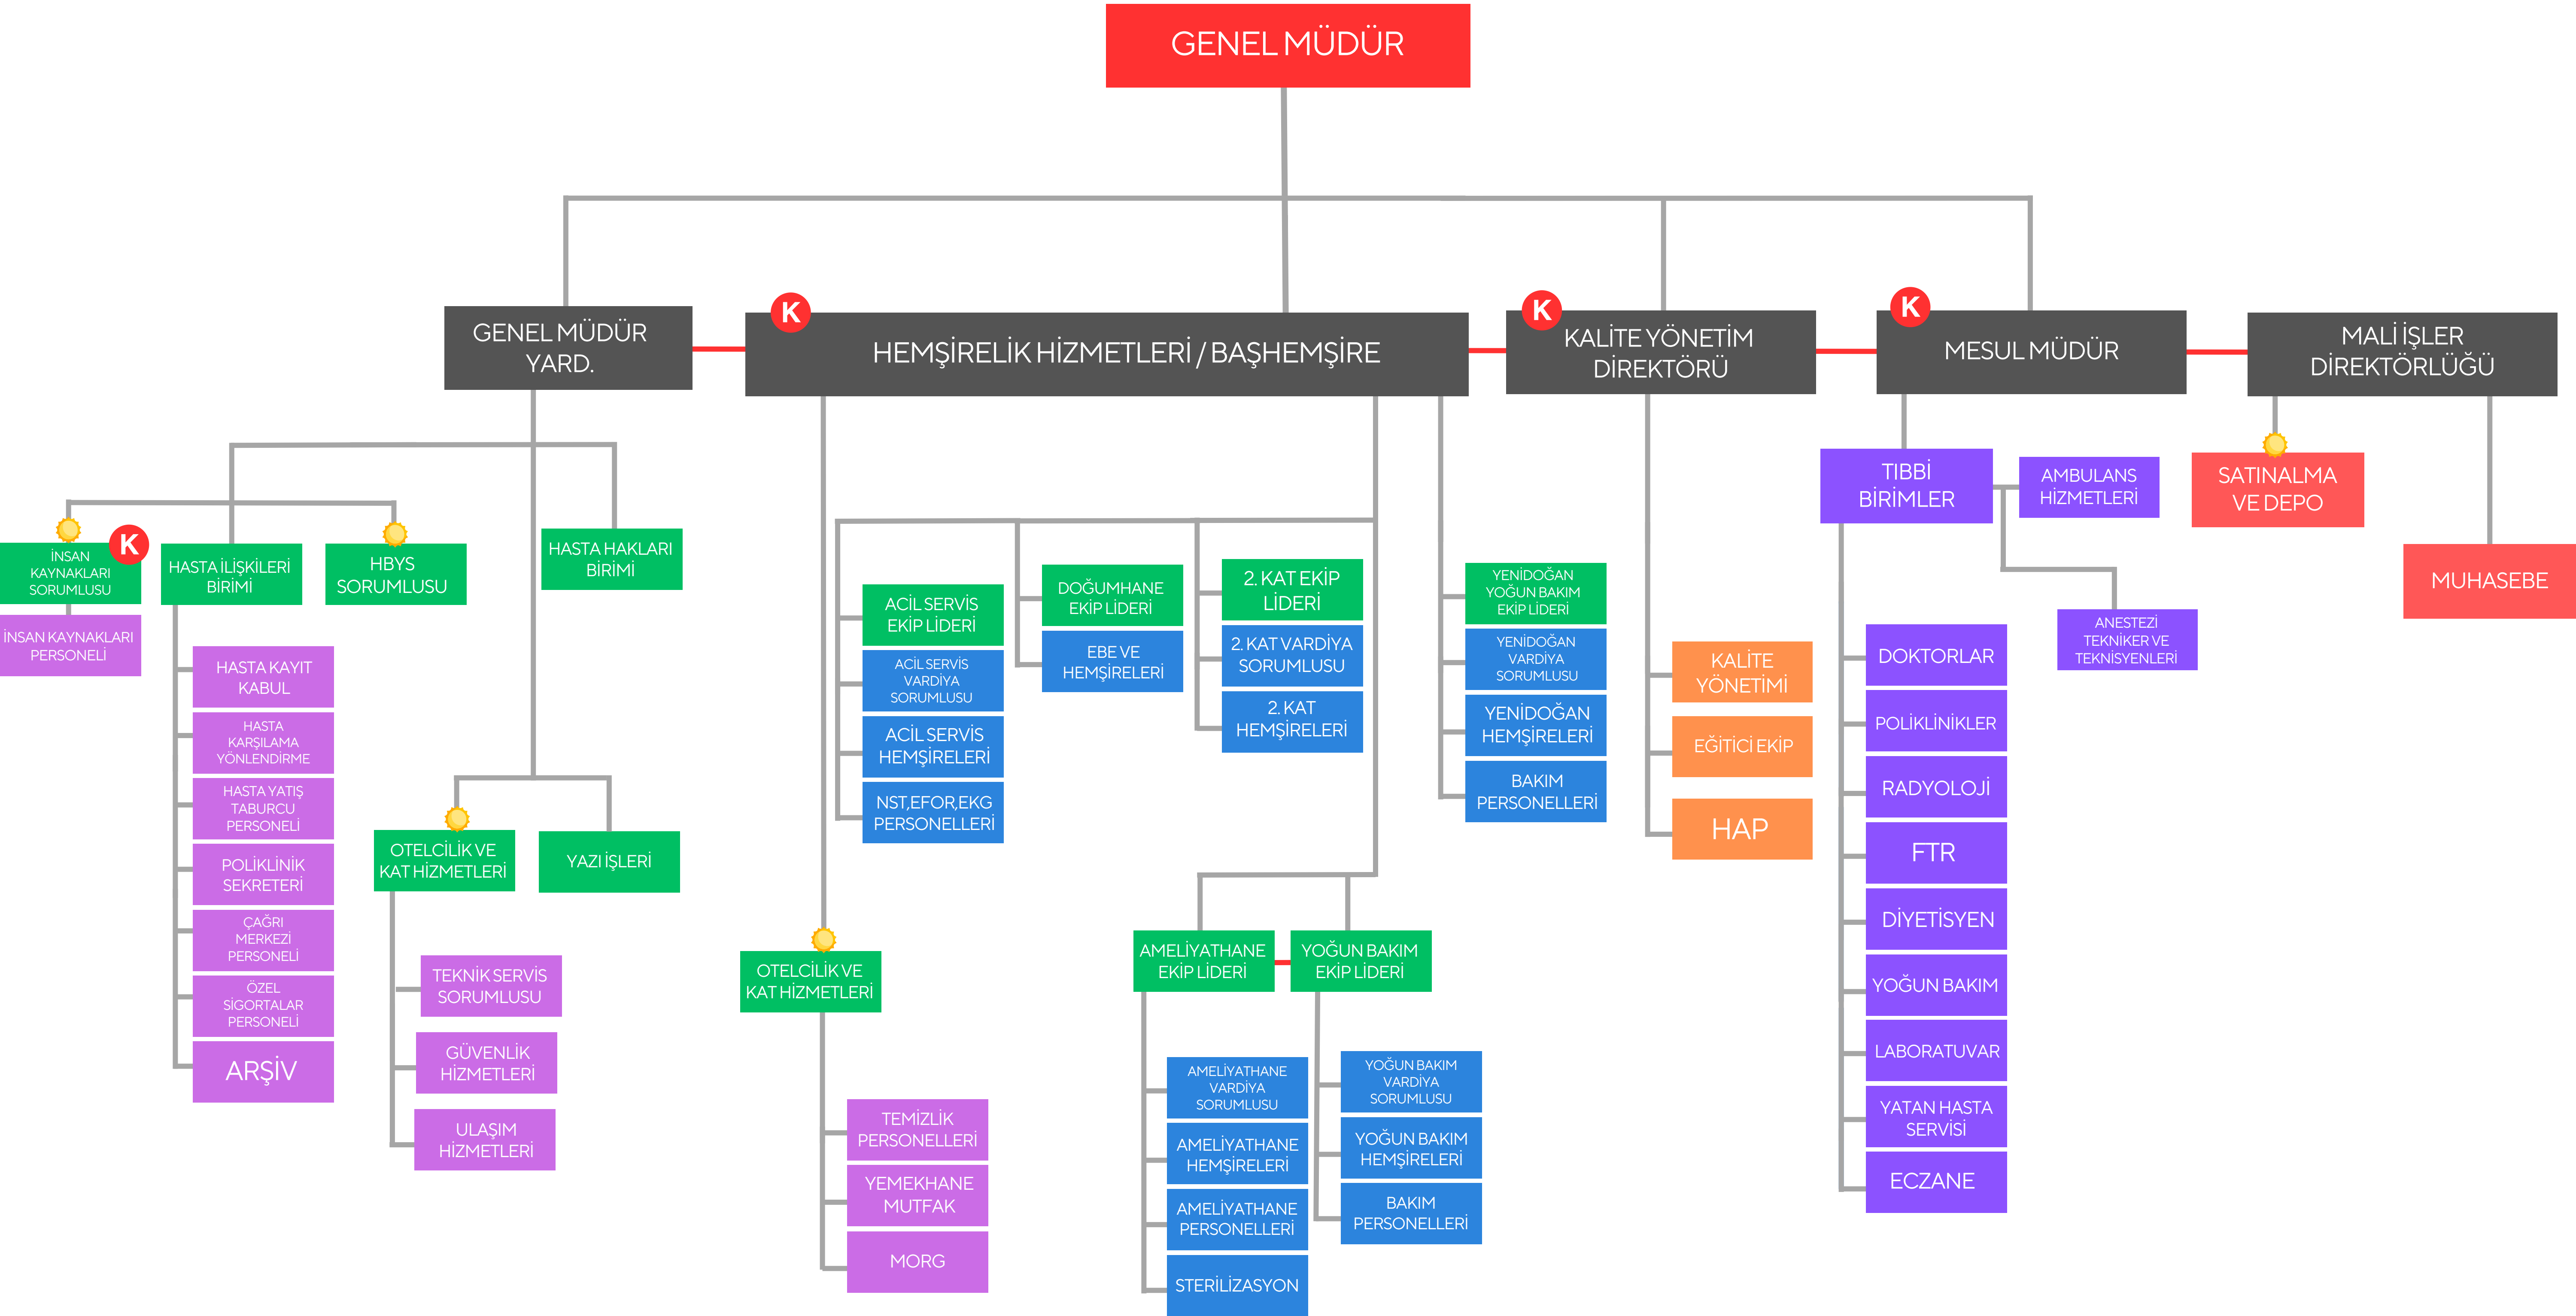 GENEL MÜDÜR
GENEL MÜDÜR
YARD.
K
HEMŞİRELİK HİZMETLERİ / BAŞHEMŞİRE
K
KALİTE YÖNETİM
DİREKTÖRÜ
K
MESUL MÜDÜR
MALİ İŞLER
DİREKTÖRLÜĞÜ
K
İNSAN
KAYNAKLARI
SORUMLUSU
İNSAN KAYNAKLARI
PERSONELİ
HASTA İLİŞKİLERİ
BİRİMİ
HASTA KAYIT
KABUL
HASTA
KARŞILAMA
YÖNLENDİRME
HASTA YATIŞ
TABURCU
PERSONELİ
POLİKLİNİK
SEKRETERİ
ÇAĞRI
MERKEZİ
PERSONELİ
ÖZEL
SİGORTALAR
PERSONELİ
ARŞİV
HBYS
SORUMLUSU
HASTA HAKLARI
BİRİMİ
OTELCİLİK VE
KAT HİZMETLERİ
YAZI İŞLERİ
TEKNİK SERVİS
SORUMLUSU
GÜVENLİK
HİZMETLERİ
ULAŞIM
HİZMETLERİ
OTELCİLİK VE
KAT HİZMETLERİ
TEMİZLİK
PERSONELLERİ
YEMEKHANE
MUTFAK
MORG
ACİL SERVİS
EKİP LİDERİ
ACİL SERVİS
VARDİYA
SORUMLUSU
ACİL SERVİS
HEMŞİRELERİ
NST,EFOR,EKG
PERSONELLERİ
DOĞUMHANE
EKİP LİDERİ
EBE VE
HEMŞİRELERİ
2. KAT EKİP
LİDERİ
2. KAT VARDİYA
SORUMLUSU
2. KAT
HEMŞİRELERİ
AMELİYATHANE
EKİP LİDERİ
AMELİYATHANE
VARDİYA
SORUMLUSU
AMELİYATHANE
HEMŞİRELERİ
AMELİYATHANE
PERSONELLERİ
STERİLİZASYON
YOĞUN BAKIM
EKİP LİDERİ
YOĞUN BAKIM
VARDİYA
SORUMLUSU
YOĞUN BAKIM
HEMŞİRELERİ
BAKIM
PERSONELLERİ
YENİDOĞAN
YOĞUN BAKIM
EKİP LİDERİ
YENİDOĞAN
VARDİYA
SORUMLUSU
YENİDOĞAN
HEMŞİRELERİ
BAKIM
PERSONELLERİ
KALİTE
YÖNETİMİ
EĞİTİCİ EKİP
HAP
TIBBİ
BİRİMLER
AMBULANS
HİZMETLERİ
ANESTEZİ
TEKNİKER VE
TEKNİSYENLERİ
DOKTORLAR
POLİKLİNİKLER
RADYOLOJİ
FTR
DİYETİSYEN
YOĞUN BAKIM
LABORATUVAR
YATAN HASTA
SERVİSİ
ECZANE
SATINALMA
VE DEPO
MUHASEBE